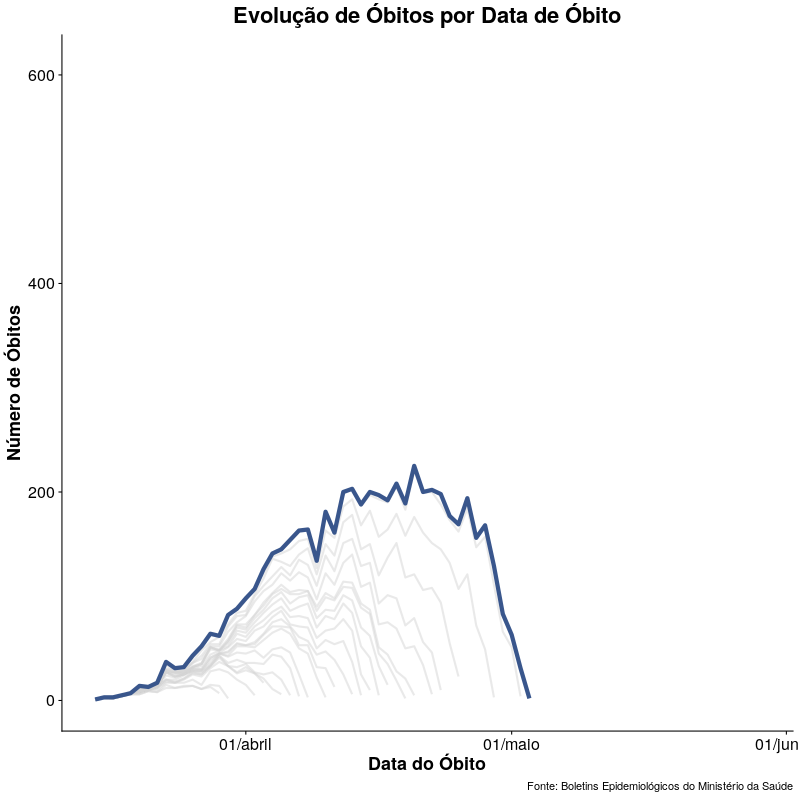 Evolução de Óbitos por Data de Óbito
Número de Óbitos
600
400
200
0
01/abril
01/maio
01/jun
Data do Óbito
Fonte: Boletins Epidemiológicos do Ministério da Saúde